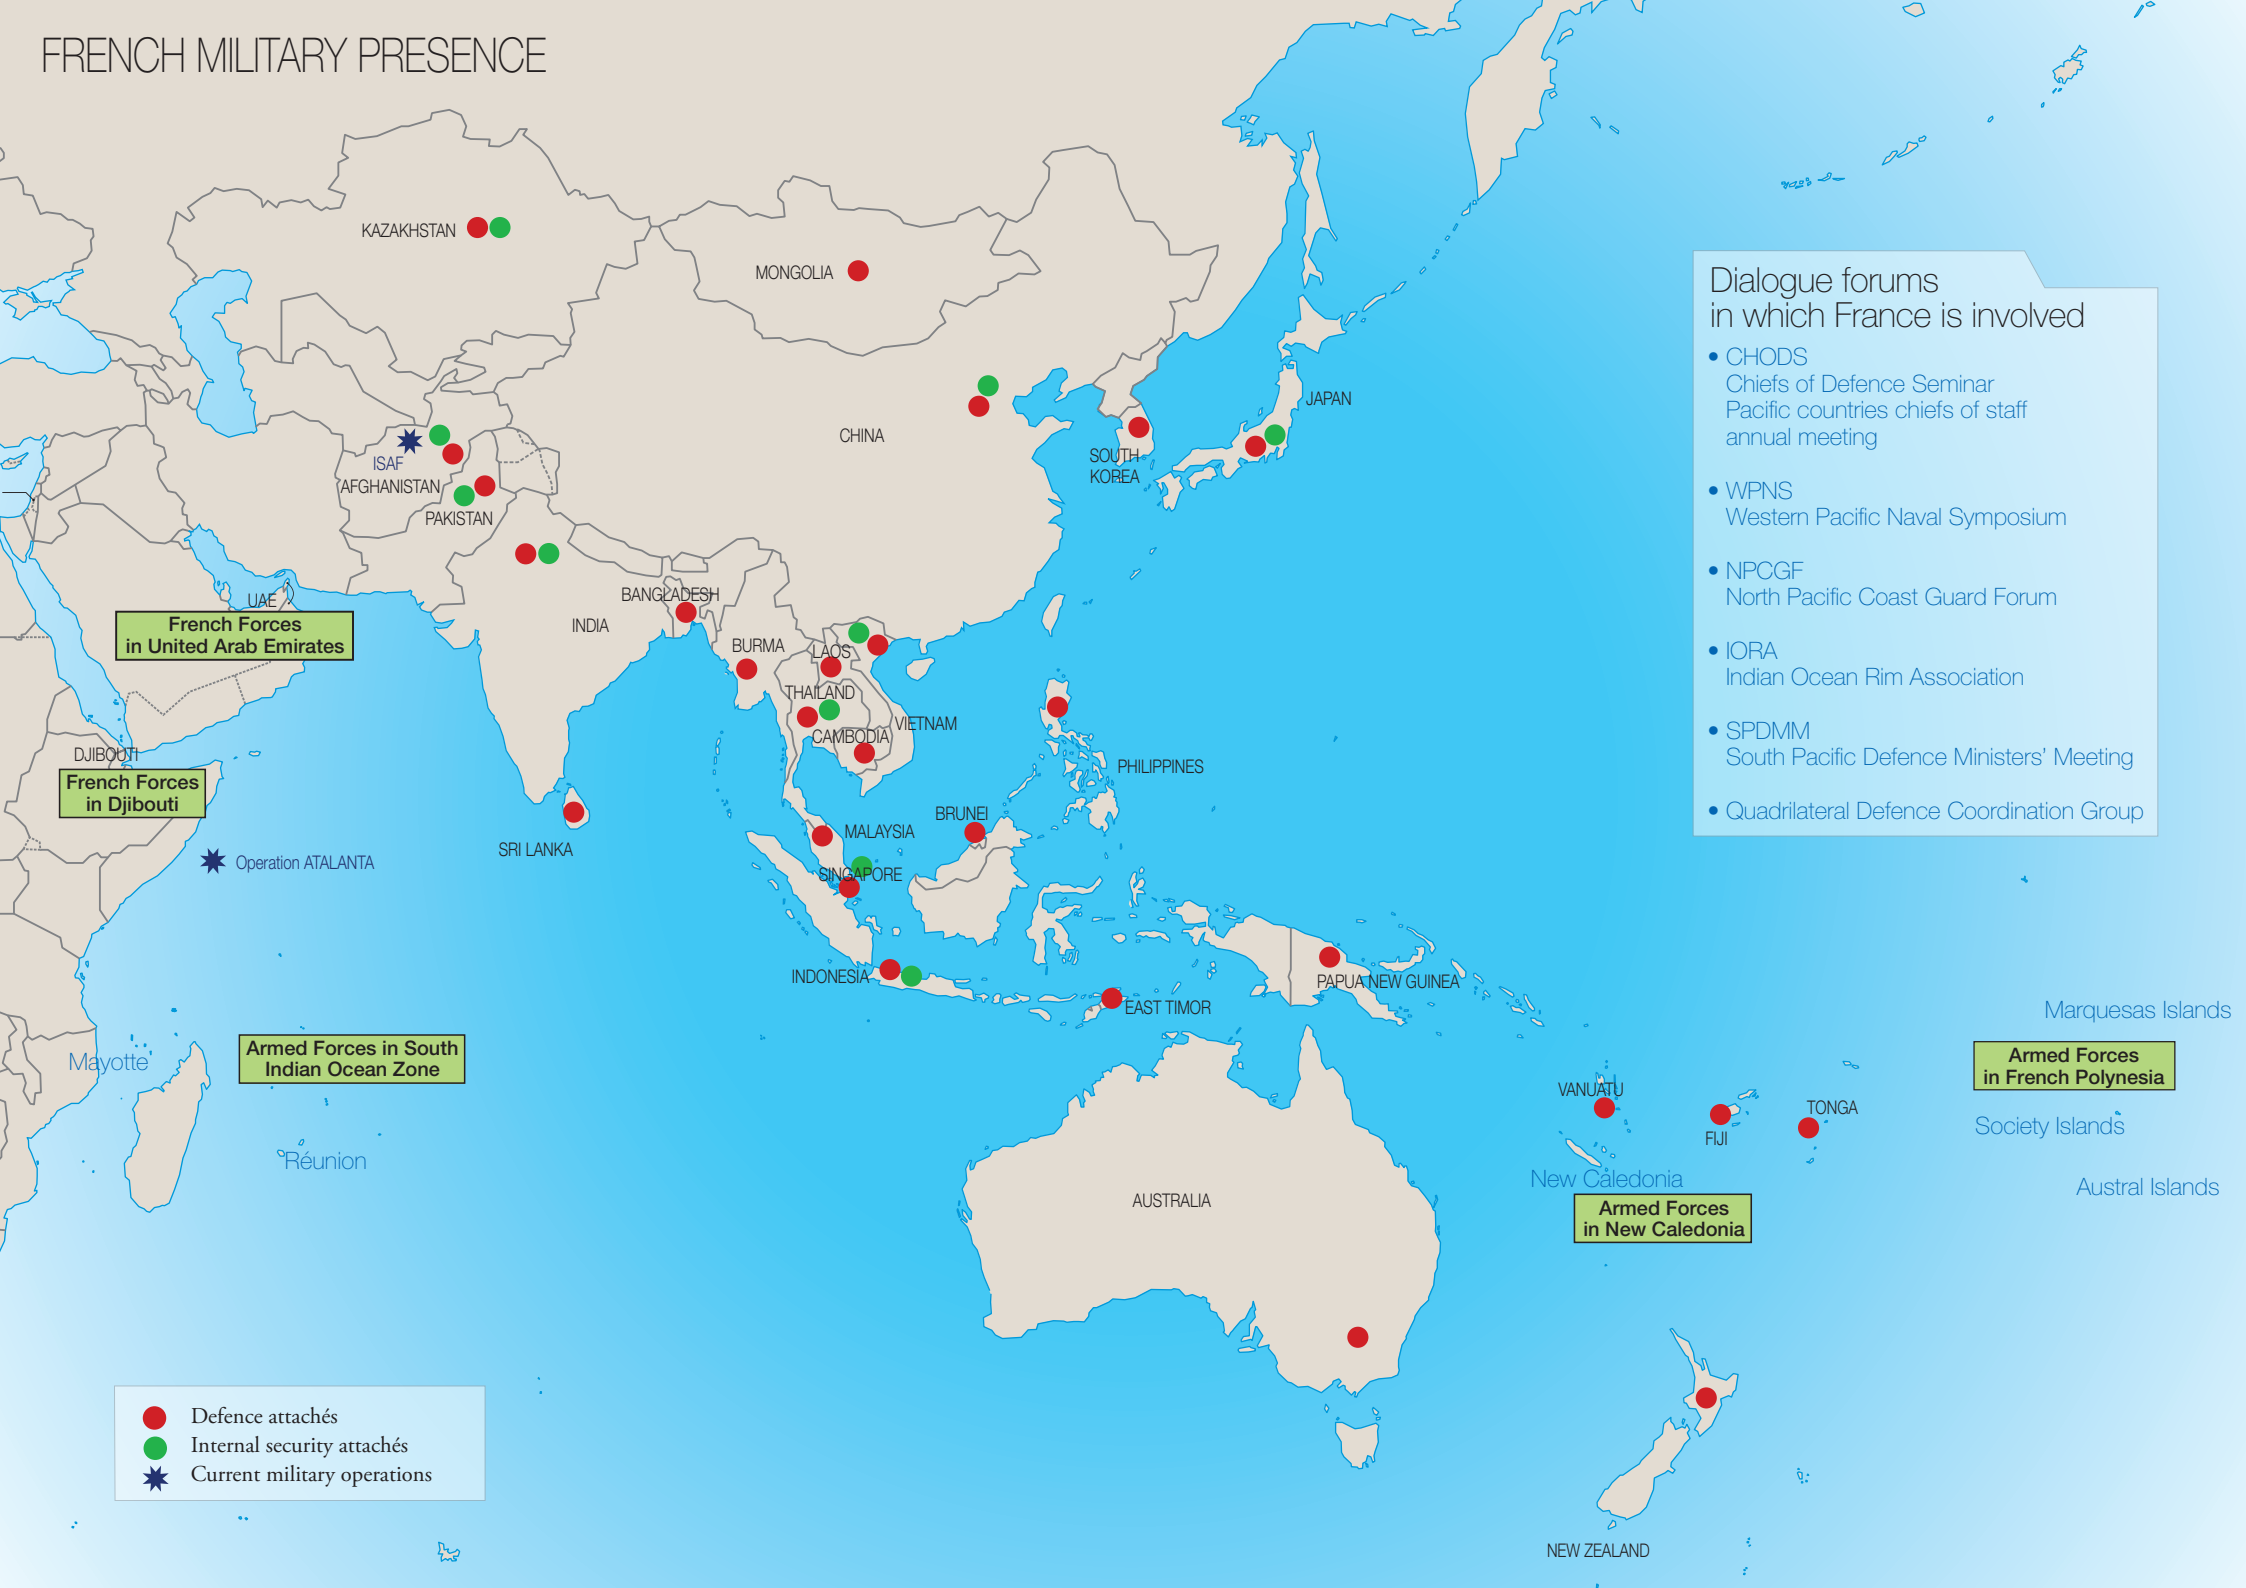 FRENCH MILITARY PRESENCE
KAZAKHSTAN
MONGOLIA
Dialogue forums
in which France is involved
• CHODS
Chiefs of Defence Seminar
Pacific countries chiefs of staff
annual meeting
• WPNS
Western Pacific Naval Symposium
• NPCGF
North Pacific Coast Guard Forum
• IORA
Indian Ocean Rim Association
• SPDMM
South Pacific Defence Ministers’ Meeting
• Quadrilateral Defence Coordination Group
JAPAN
CHINA
SOUTH
KOREA
ISAF
AFGHANISTAN
PAKISTAN
UAE
French Forces
in United Arab Emirates
BANGLADESH
INDIA
BURMA
LAOS
THAILAND
VIETNAM
CAMBODIA
PHILIPPINES
DJIBOUTI
French Forces
in Djibouti
Operation ATALANTA
SRI LANKA
BRUNEI
MALAYSIA
SINGAPORE
INDONESIA
EAST TIMOR
PAPUA NEW GUINEA
Marquesas Islands
Armed Forces
in French Polynesia
Society Islands
Austral Islands
Mayotte
Armed Forces in South
Indian Ocean Zone
Réunion
VANUATU
FIJI
TONGA
New Caledonia
Armed Forces
in New Caledonia
AUSTRALIA
NEW ZEALAND
Defence attachés
Internal security attachés
Current military operations